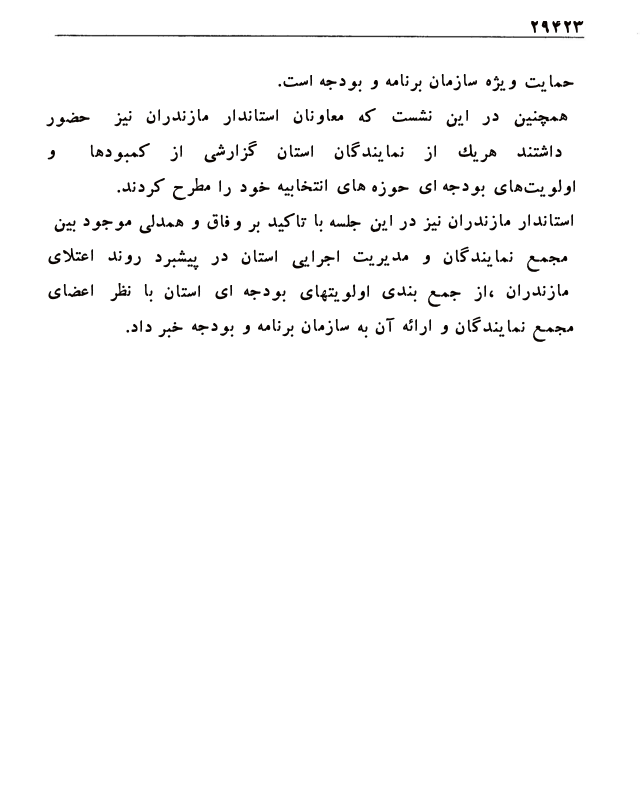 ۲۹۴۲۳
حمایت ویژه سازمان برنامه و بودجه است.
همچنین در این نشست که معاونان استاندار مازندران نیز حضور
داشتند هریك از نمایندگان استان گزارشی از کمبودها و
اولویت‌های بودجه ای حوزه های انتخابیه خود را مطرح کردند.
استاندار مازندران نیز در این جلسه با تاکید بر وفاق و همدلی موجود بین
مجمع نمایندگان و مدیریت اجرایی استان در پیشبرد روند اعتلای
مازندران ،از جمع بندی اولویتهای بودجه ای استان با نظر اعضای
مجمع نمایندگان و ارائه آن به سازمان برنامه و بودجه خبر داد.